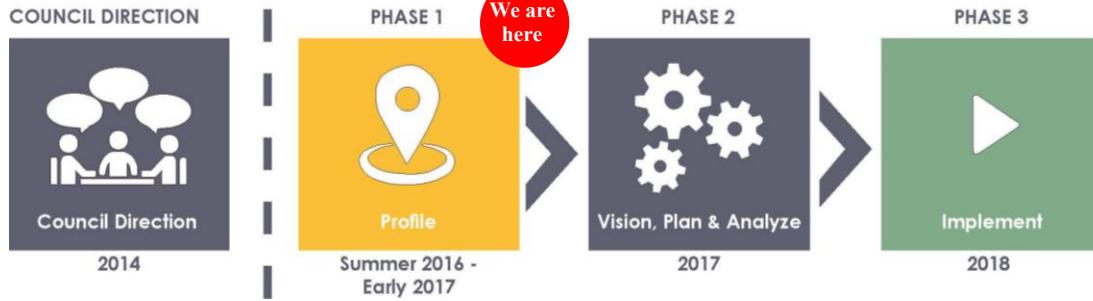 COUNCIL DIRECTION
Council Direction
2014
PHASE 1
We are
here
Profile
Summer 2016 -
Early 2017
PHASE 2
Vision, Plan & Analyze
2017
PHASE 3
Implement
2018